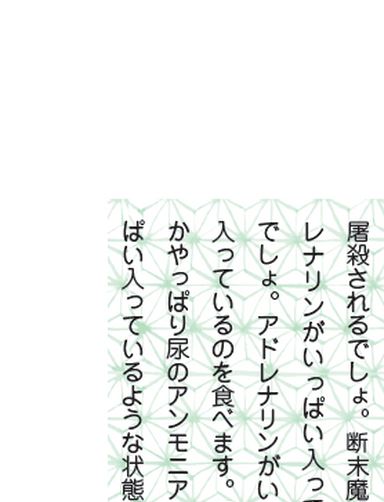 屠殺されるでしょ。断末魔
レナリンがいっぱい入っ
でしょ。アドレナリンがい
入っているのを食べます。
かやっぱり尿のアンモニア
ぱい入っているような状態